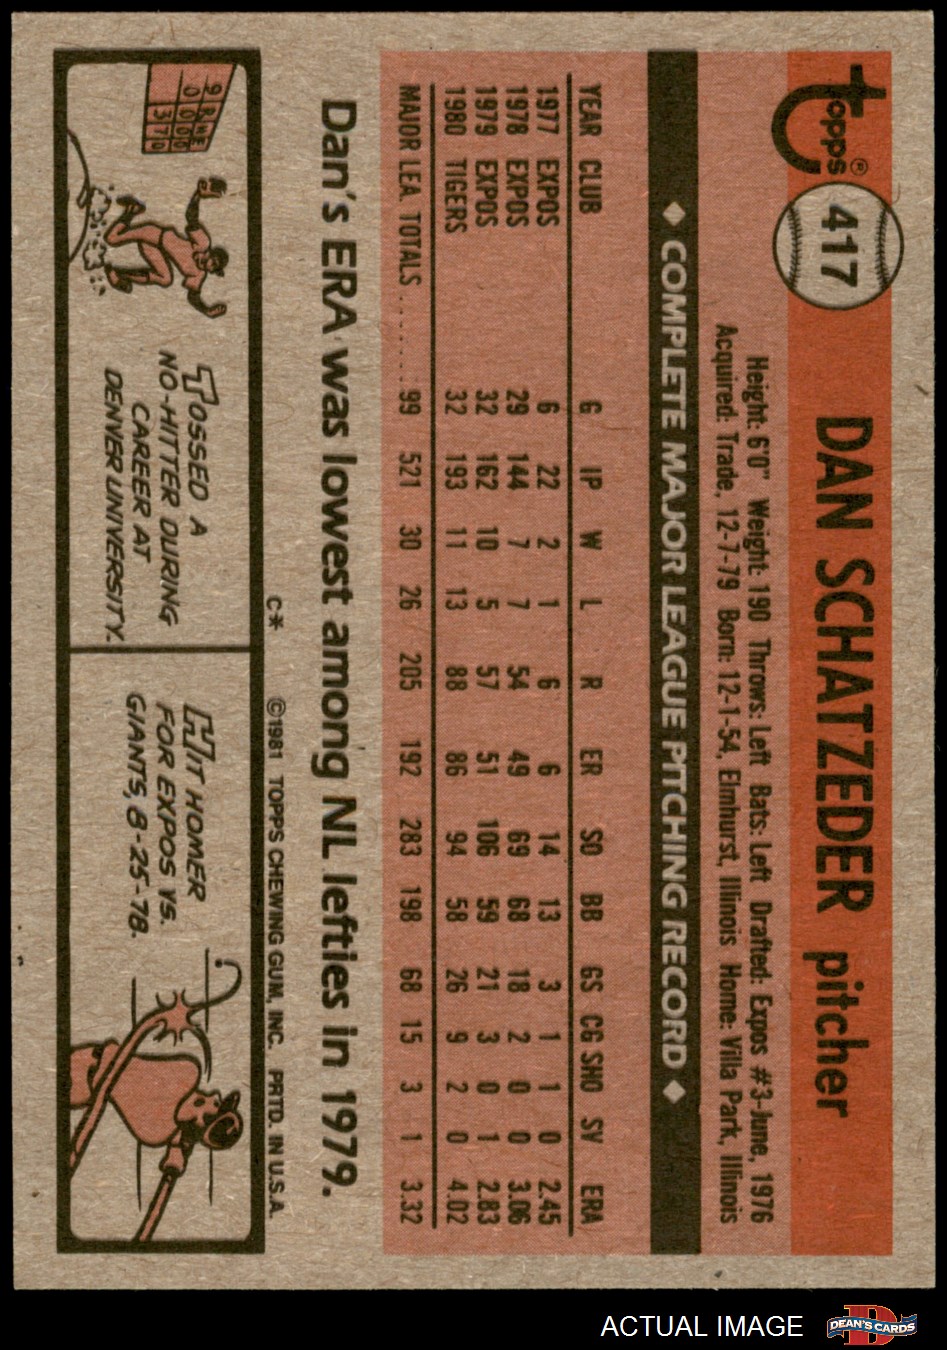 topps®
417
DAN SCHATZEDER pitcher
Height: 6'0" Weight: 190 Throws: Left Bats: Left Drafted: Expos #3-June, 1976
Acquired: Trade, 12-7-79 Born: 12-1-54, Elmhurst, Illinois Home: Villa Park, Illinois
◆ COMPLETE MAJOR LEAGUE PITCHING RECORD ◆
YEAR CLUB G IP W L R ER SO BB GS CG SHO SV ERA
1977 EXPOS 6 22 2 1 6 6 14 13 3 1 1 0 2.45
1978 EXPOS 29 144 7 7 54 49 69 68 18 2 0 0 3.06
1979 EXPOS 32 162 10 5 57 51 106 59 21 3 0 1 2.83
1980 TIGERS 32 193 11 13 88 86 94 58 26 9 2 0 4.02
MAJOR LEA. TOTALS ...... 99 521 30 26 205 192 283 198 68 15 3 1 3.32
Dan's ERA was lowest among NL lefties in 1979.
C* ©1981 TOPPS CHEWING GUM, INC. PRTD. IN U.S.A.
9 R H E
0 0 0 0
3 7 0
TOSSED A
NO-HITTER DURING
CAREER AT
DENVER UNIVERSITY.
HIT HOMER
FOR EXPOS VS.
GIANTS, 8-25-78.
ACTUAL IMAGE
D
DEAN'S CARDS